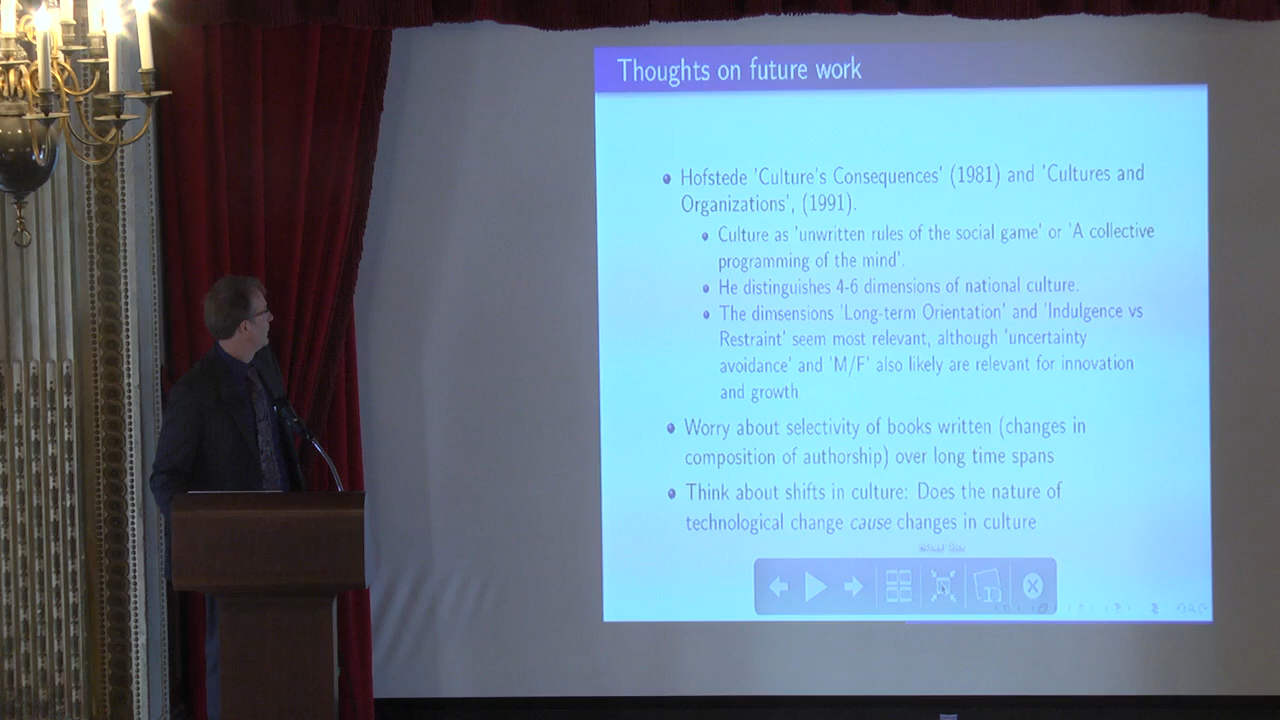 Thoughts on future work
Hofstede 'Culture's Consequences' (1981) and 'Cultures and
Organizations', (1991).
Culture as 'unwritten rules of the social game' or 'A collective
programming of the mind'.
He distinguishes 4-6 dimensions of national culture.
The dimsensions 'Long-term Orientation' and 'Indulgence vs
Restraint' seem most relevant, although 'uncertainty
avoidance' and 'M/F' also likely are relevant for innovation
and growth
Worry about selectivity of books written (changes in
composition of authorship) over long time spans
Think about shifts in culture: Does the nature of
technological change cause changes in culture